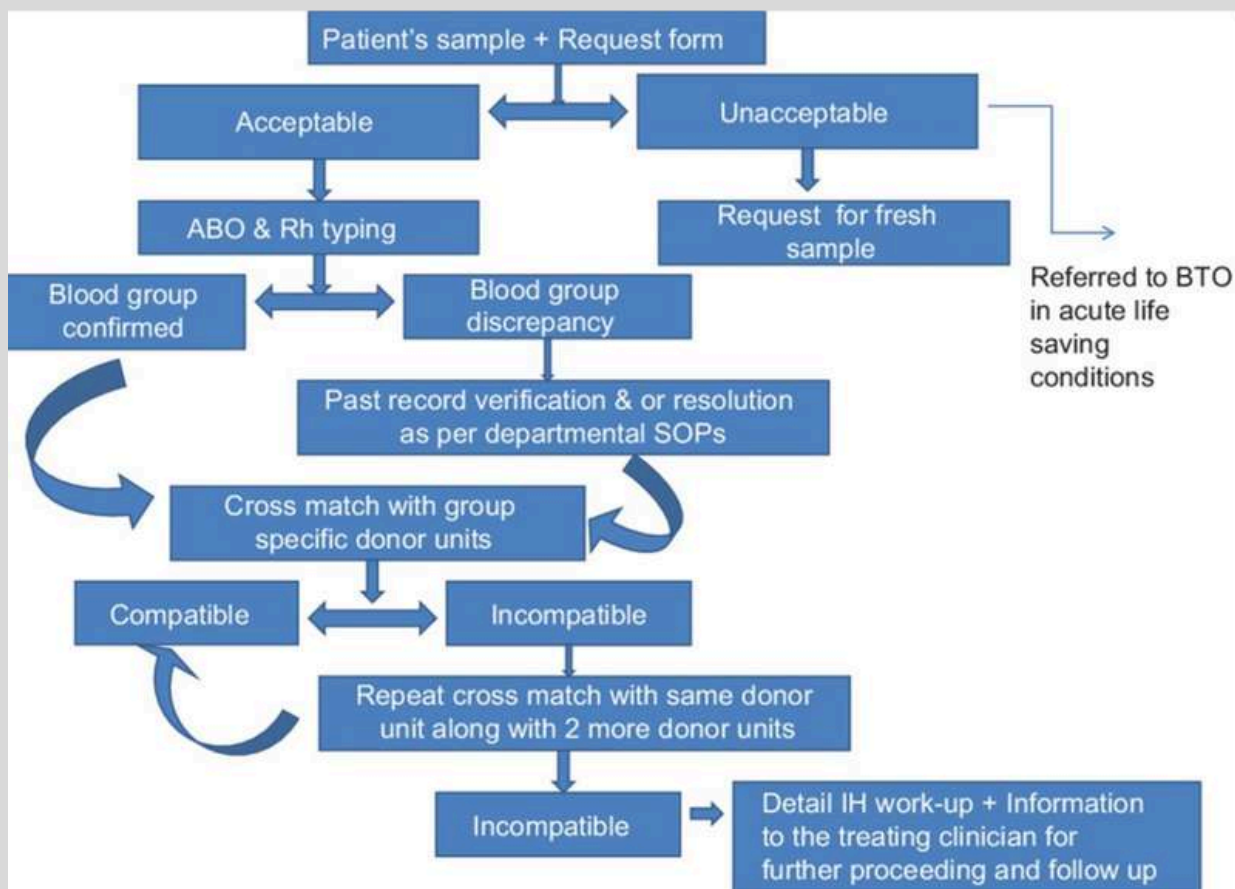 Patient's sample + Request form
Acceptable
Unacceptable
ABO & Rh typing
Request for fresh
sample
Referred to BTO
in acute life
saving
conditions
Blood group
confirmed
Blood group
discrepancy
Past record verification & or resolution
as per departmental SOPs
Cross match with group
specific donor units
Compatible
Incompatible
Repeat cross match with same donor
unit along with 2 more donor units
Incompatible
Detail IH work-up + Information
to the treating clinician for
further proceeding and follow up